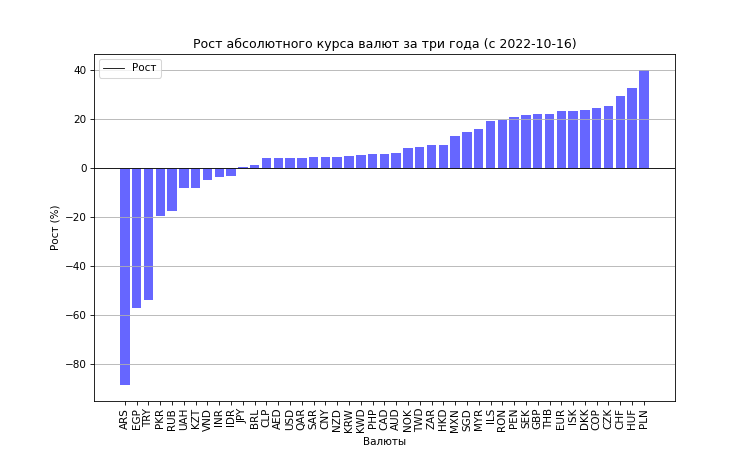 Рост абсолютного курса валют за три года (с 2022-10-16)
Рост
40
20
0
−20
−40
−60
−80
Рост (%)
ARS EGP TRY PKR RUB UAH KZT VND INR IDR JPY BRL CLP AED USD QAR SAR CNY NZD KRW KWD PHP CAD AUD NOK TWD ZAR HKD MXN SGD MYR ILS RON PEN SEK GBP THB EUR ISK DKK COP CZK CHF HUF PLN
Валюты